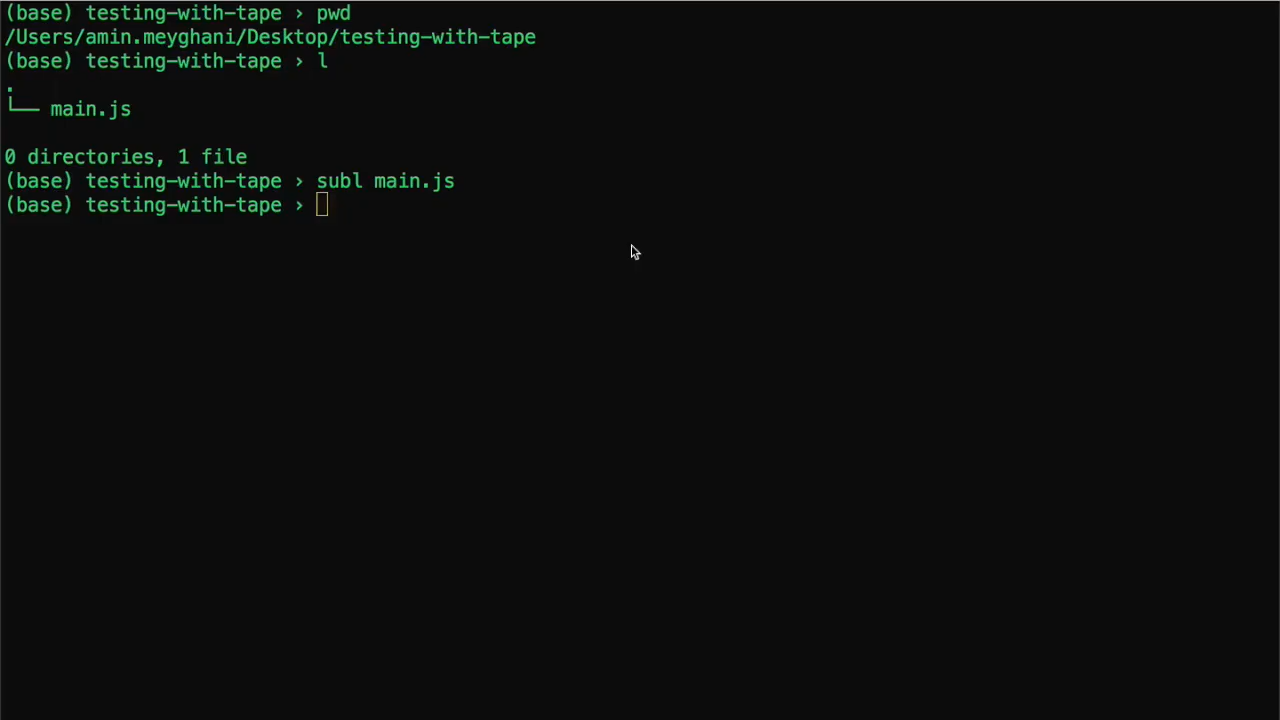 (base) testing-with-tape › pwd
/Users/amin.meyghani/Desktop/testing-with-tape
(base) testing-with-tape › l
.
└── main.js
0 directories, 1 file
(base) testing-with-tape › subl main.js
(base) testing-with-tape ›